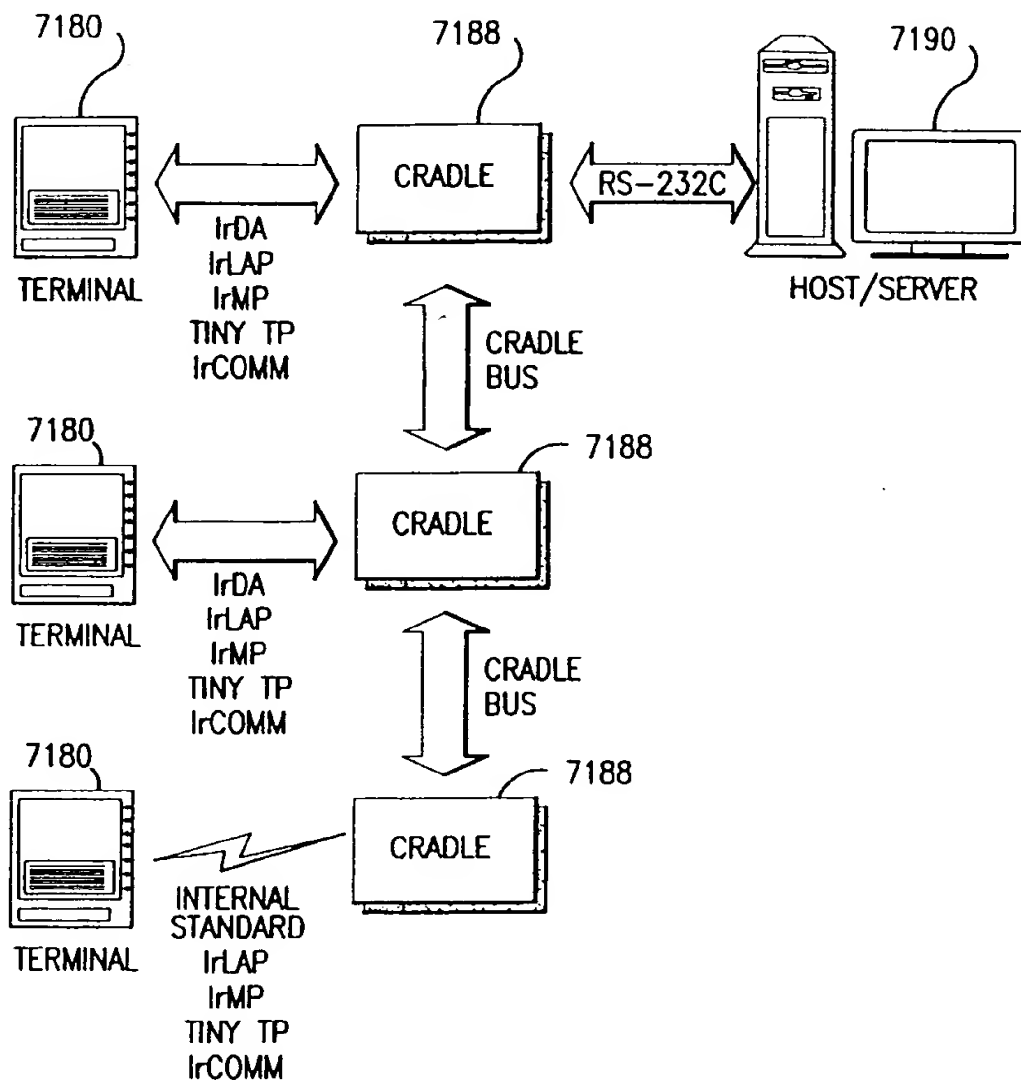 7180
7188
7190
CRADLE
RS-232C
IrDA
IrLAP
IrMP
TINY TP
IrCOMM
TERMINAL
HOST/SERVER
CRADLE
BUS
7180
7188
CRADLE
IrDA
IrLAP
IrMP
TINY TP
IrCOMM
TERMINAL
CRADLE
BUS
7180
7188
CRADLE
INTERNAL
STANDARD
IrLAP
IrMP
TINY TP
IrCOMM
TERMINAL